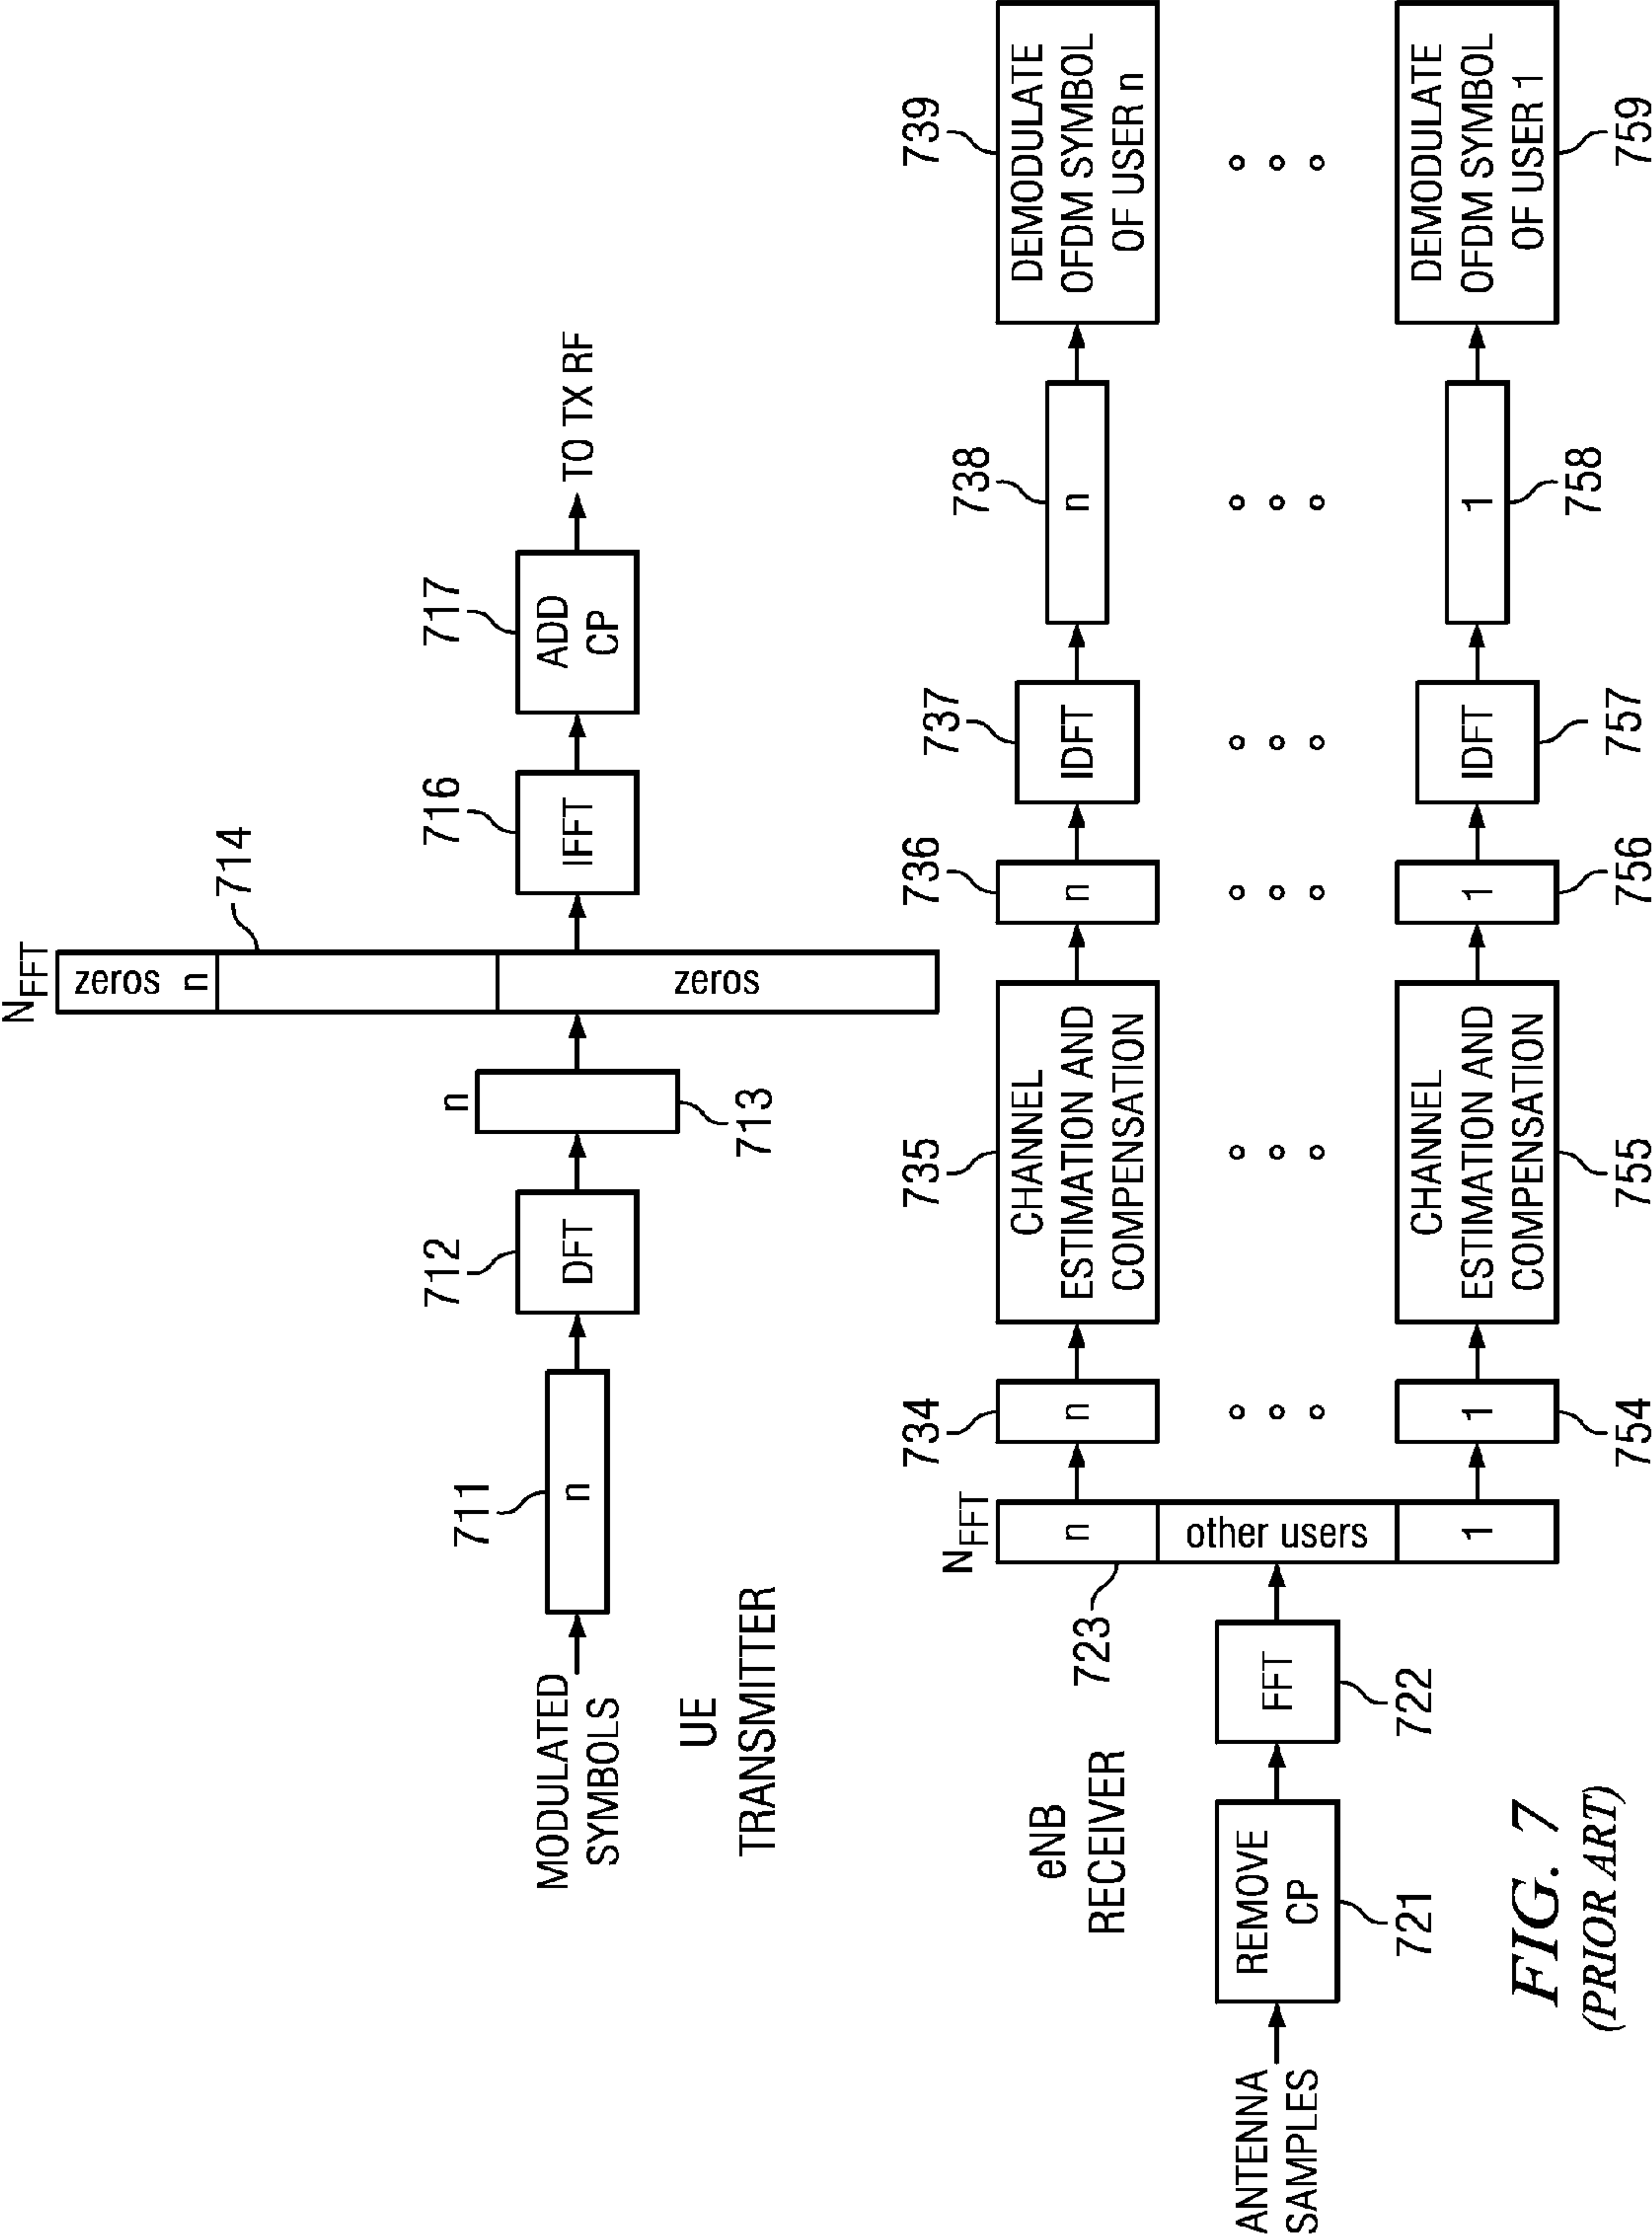 MODULATED
SYMBOLS
711
n
712
DFT
n
713
N_FFT
zeros n
zeros
714
716
IFFT
717
ADD
CP
TO TX RF
UE
TRANSMITTER
eNB
RECEIVER
ANTENNA
SAMPLES
REMOVE
CP
721
FFT
722
723
N_FFT
n
other users
1
734
n
735
CHANNEL
ESTIMATION AND
COMPENSATION
736
n
737
IDFT
738
n
739
DEMODULATE
OFDM SYMBOL
OF USER n
1
754
CHANNEL
ESTIMATION AND
COMPENSATION
755
1
756
IDFT
757
1
758
DEMODULATE
OFDM SYMBOL
OF USER 1
759
FIG. 7
(PRIOR ART)